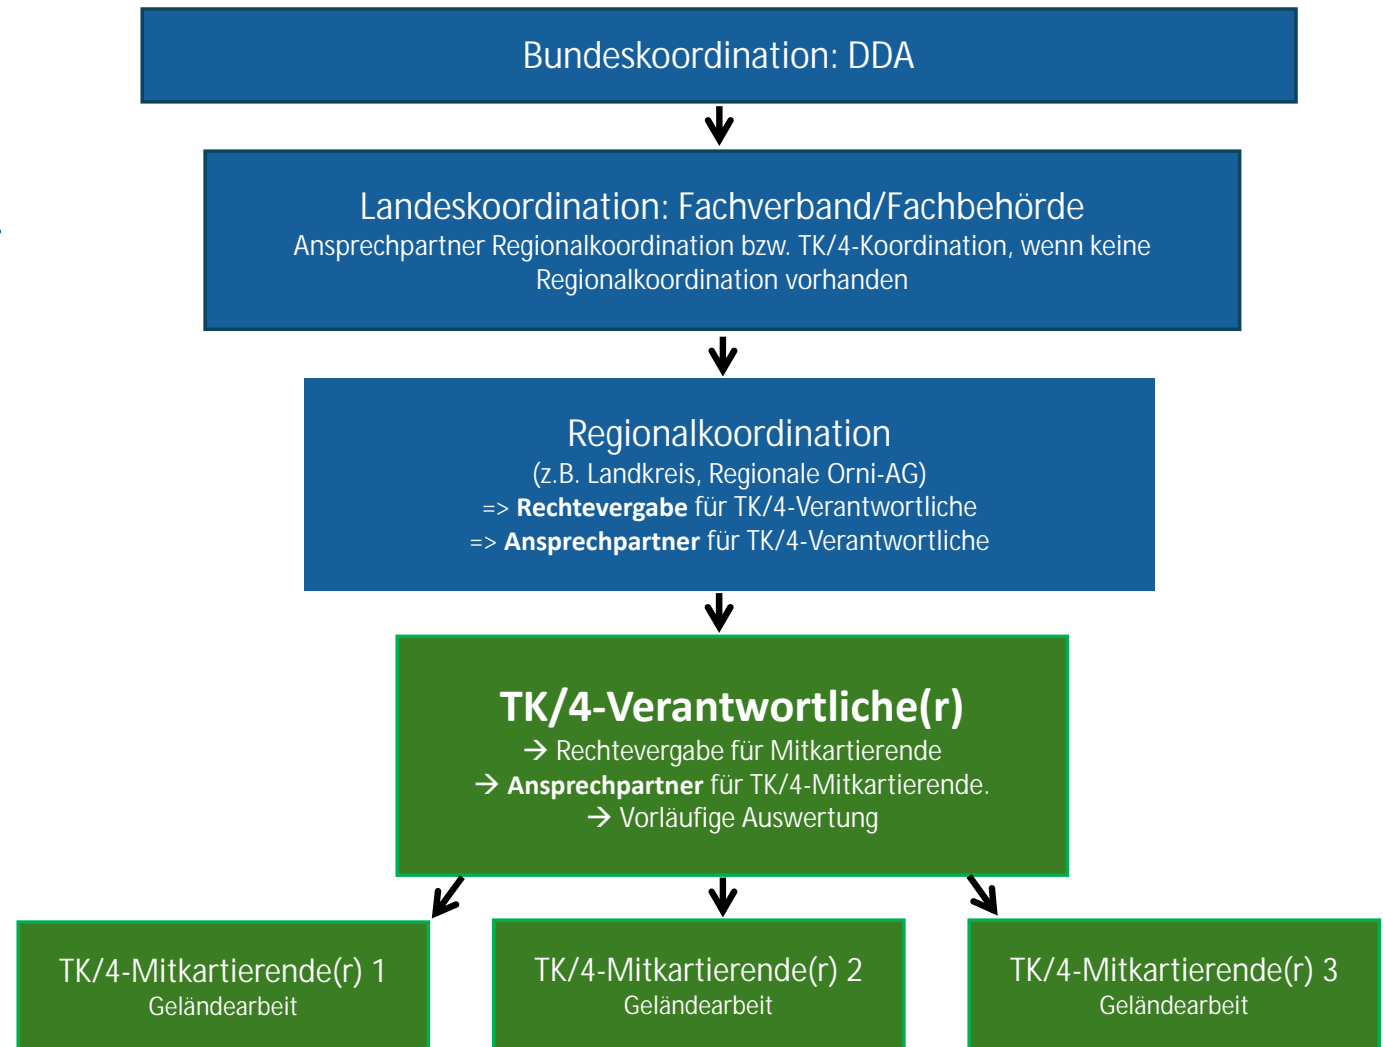 Bundeskoordination: DDA
Landeskoordination: Fachverband/Fachbehörde
Ansprechpartner Regionalkoordination bzw. TK/4-Koordination, wenn keine
Regionalkoordination vorhanden
Regionalkoordination
(z.B. Landkreis, Regionale Orni-AG)
=> Rechtevergabe für TK/4-Verantwortliche
=> Ansprechpartner für TK/4-Verantwortliche
TK/4-Verantwortliche(r)
→ Rechtevergabe für Mitkartierende
→ Ansprechpartner für TK/4-Mitkartierende.
→ Vorläufige Auswertung
TK/4-Mitkartierende(r) 1
Geländearbeit
TK/4-Mitkartierende(r) 2
Geländearbeit
TK/4-Mitkartierende(r) 3
Geländearbeit